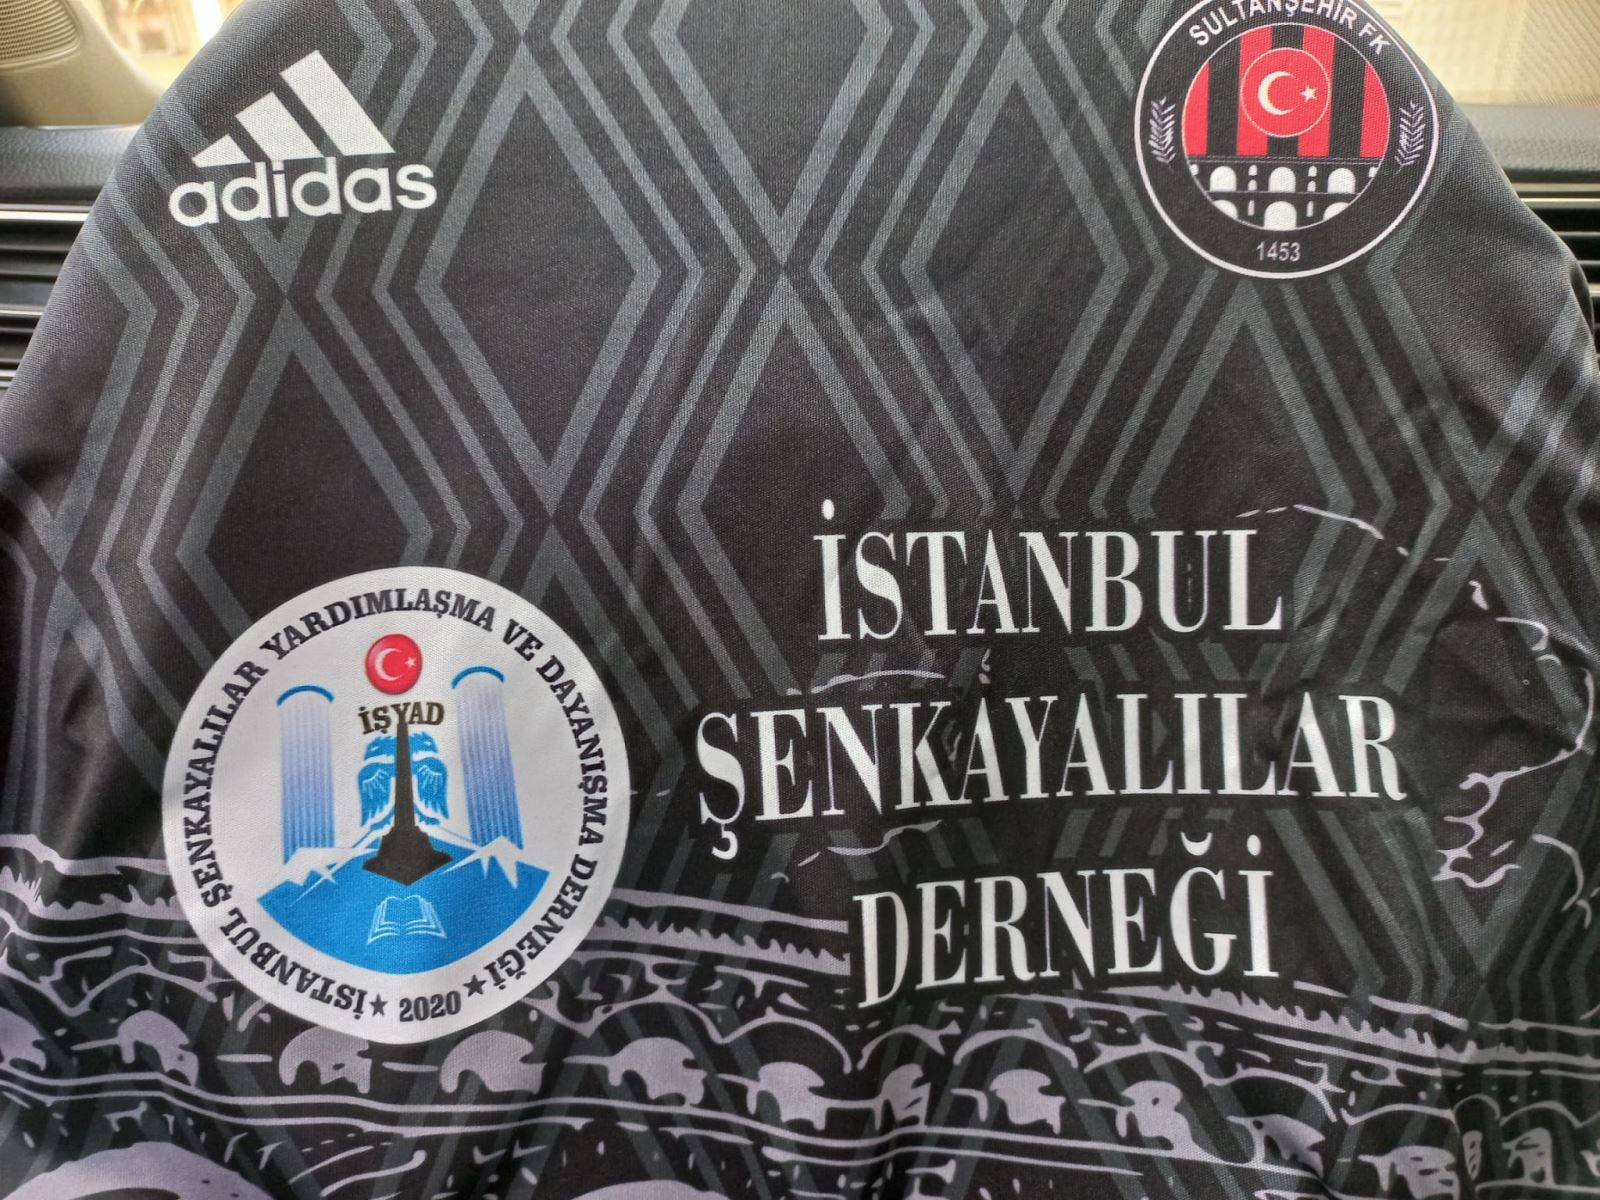 adidas
SULTANŞEHİR FK
1453
İSTANBUL
ŞENKAYALILAR
DERNEĞİ
İSTANBUL ŞENKAYALILAR YARDIMLAŞMA VE DAYANIŞMA DERNEĞİ
İŞYAD
2020